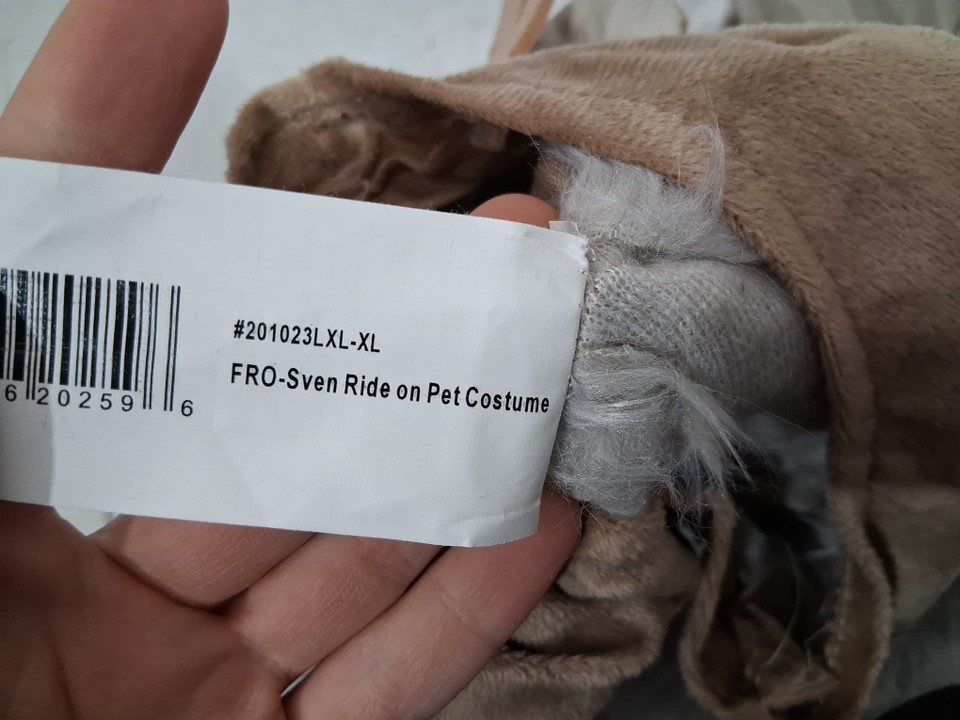 #201023LXL-XL
FRO-Sven Ride on Pet Costume
6 20259 6